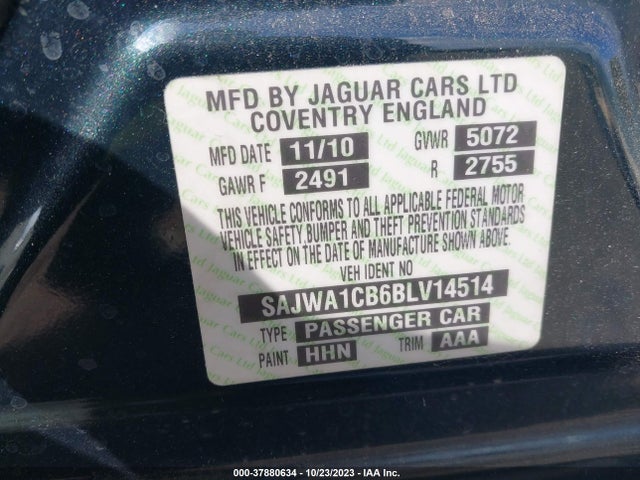 MFD BY JAGUAR CARS LTD
COVENTRY ENGLAND
MFD DATE 11/10 GVWR 5072
GAWR F 2491 R 2755
THIS VEHICLE CONFORMS TO ALL APPLICABLE FEDERAL MOTOR
VEHICLE SAFETY,BUMPER AND THEFT PREVENTION STANDARDS
IN EFFECT ON THE DATE OF MANUFACTURE SHOWN ABOVE.
VEH IDENT NO
SAJWA1CB6BLV14514
TYPE PASSENGER CAR
PAINT HHN TRIM AAA
000-37880634 - 10/23/2023 - IAA Inc.